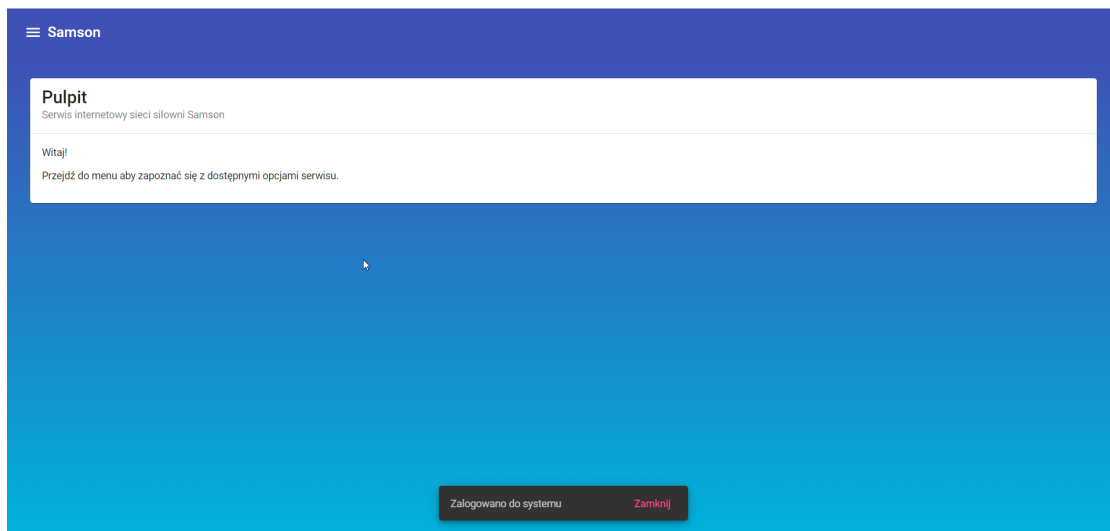 Samson
Pulpit
Serwis internetowy sieci siłowni Samson
Witaj!
Przejdź do menu aby zapoznać się z dostępnymi opcjami serwisu.
Zalogowano do systemu Zamknij